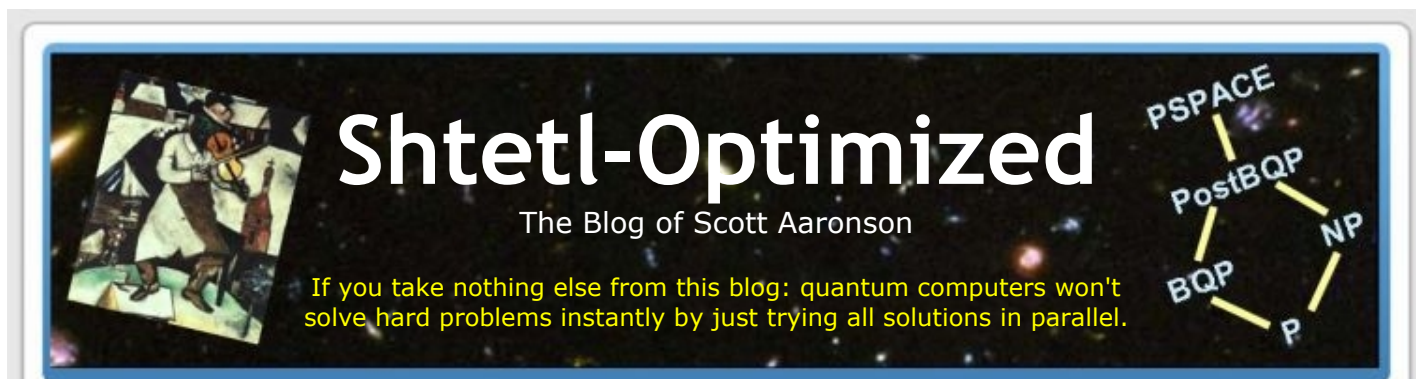 Shtetl-Optimized
The Blog of Scott Aaronson
If you take nothing else from this blog: quantum computers won't
solve hard problems instantly by just trying all solutions in parallel.
PSPACE
PostBQP
NP
BQP
P